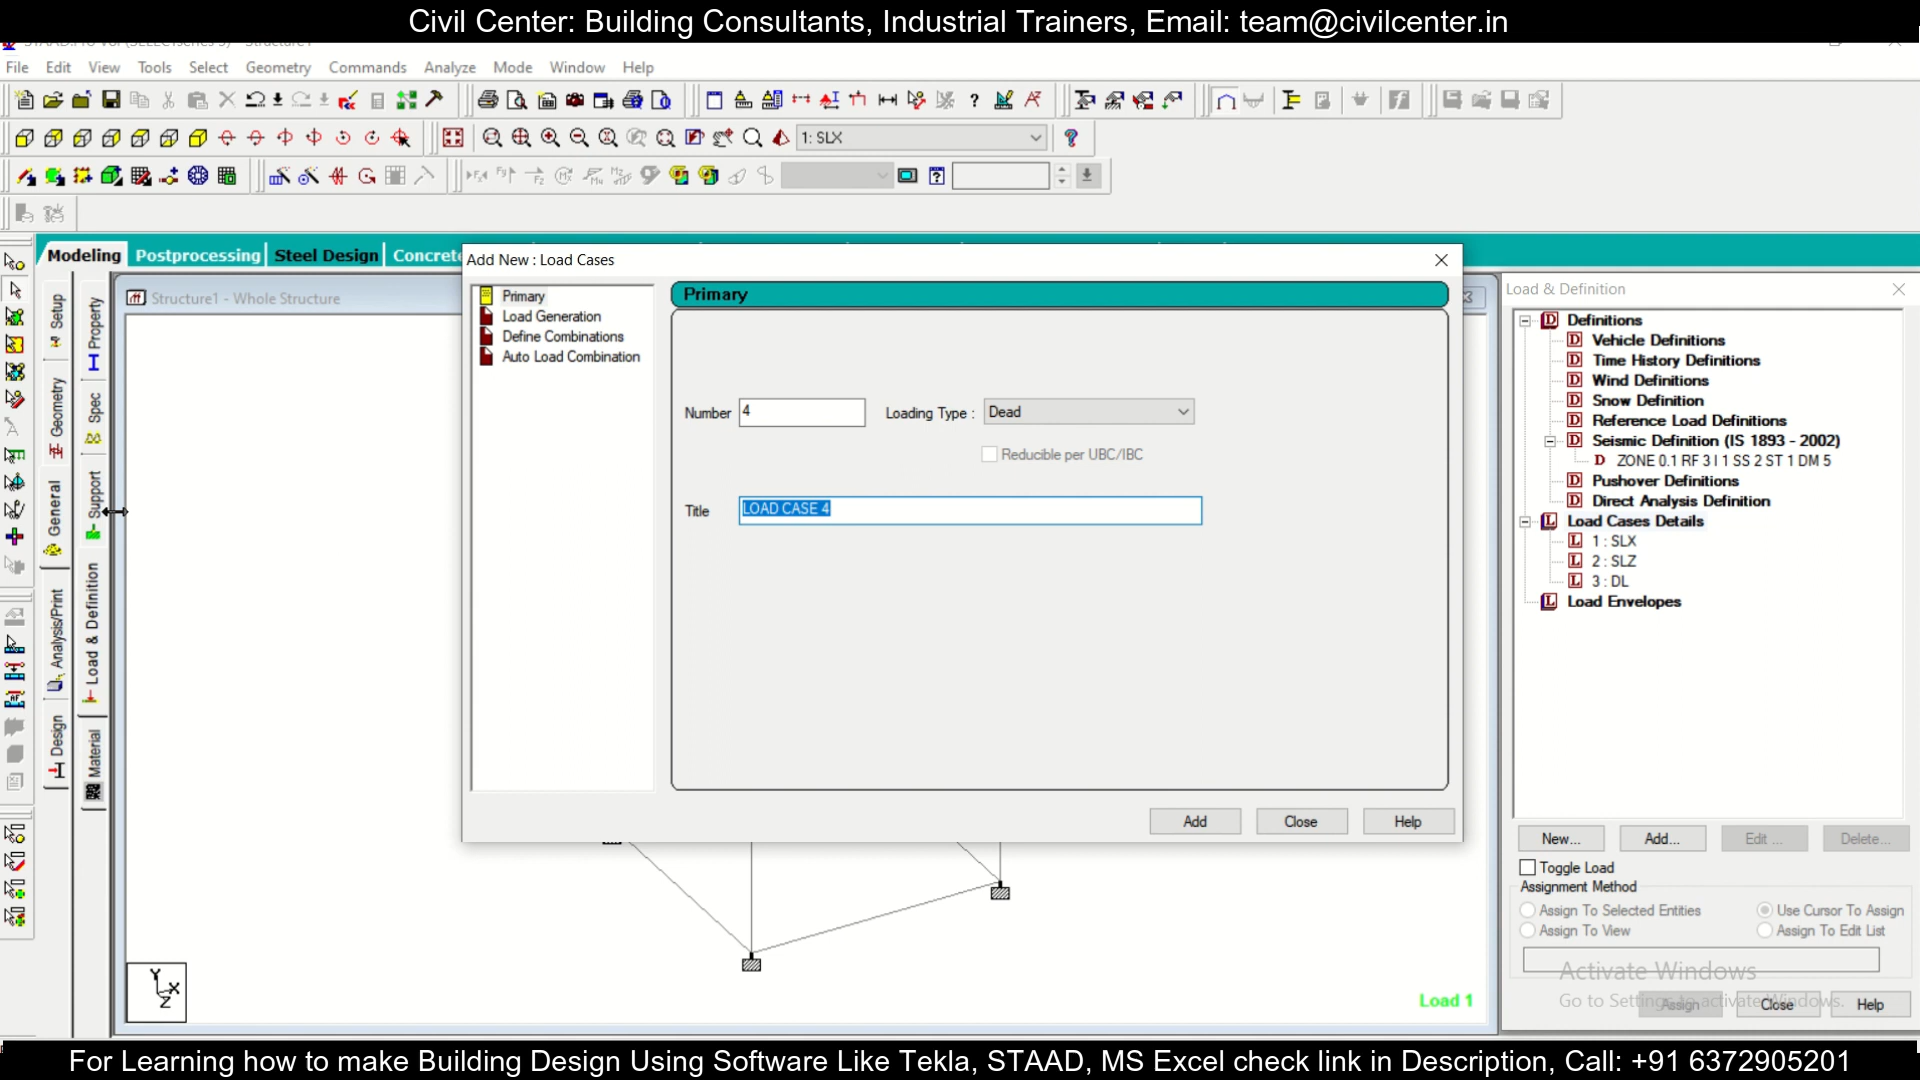 Civil Center: Building Consultants, Industrial Trainers, Email: team@civilcenter.in
File Edit View Tools Select Geometry Commands Analyze Mode Window Help
1: SLX
Modeling Postprocessing Steel Design Concrete
Add New : Load Cases
Structure1 - Whole Structure
Setup
Geometry
General
Analysis/Print
Design
Property
Spec
Support
Load & Definition
Material
Primary
Load Generation
Define Combinations
Auto Load Combination
Primary
Number 4 Loading Type : Dead
Reducible per UBC/IBC
Title LOAD CASE 4
Add Close Help
Load & Definition
Definitions
Vehicle Definitions
Time History Definitions
Wind Definitions
Snow Definition
Reference Load Definitions
Seismic Definition (IS 1893 - 2002)
ZONE 0.1 RF 3 I 1 SS 2 ST 1 DM 5
Pushover Definitions
Direct Analysis Definition
Load Cases Details
1 : SLX
2 : SLZ
3 : DL
Load Envelopes
New... Add... Edit ... Delete...
Toggle Load
Assignment Method
Assign To Selected Entities Use Cursor To Assign
Assign To View Assign To Edit List
Activate Windows
Go to Settings to activate Windows.
Assign Close Help
Y
X
Z
Load 1
For Learning how to make Building Design Using Software Like Tekla, STAAD, MS Excel check link in Description, Call: +91 6372905201